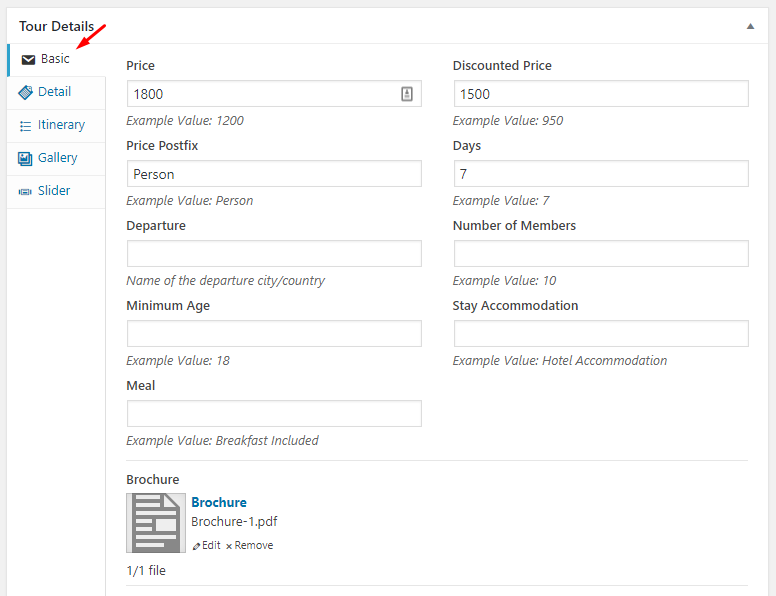 Tour Details
Basic
Detail
Itinerary
Gallery
Slider
Price
Discounted Price
1800
1500
Example Value: 1200
Example Value: 950
Price Postfix
Days
Person
7
Example Value: Person
Example Value: 7
Departure
Number of Members
Name of the departure city/country
Example Value: 10
Minimum Age
Stay Accommodation
Example Value: 18
Example Value: Hotel Accommodation
Meal
Example Value: Breakfast Included
Brochure
Brochure
Brochure-1.pdf
Edit × Remove
1/1 file